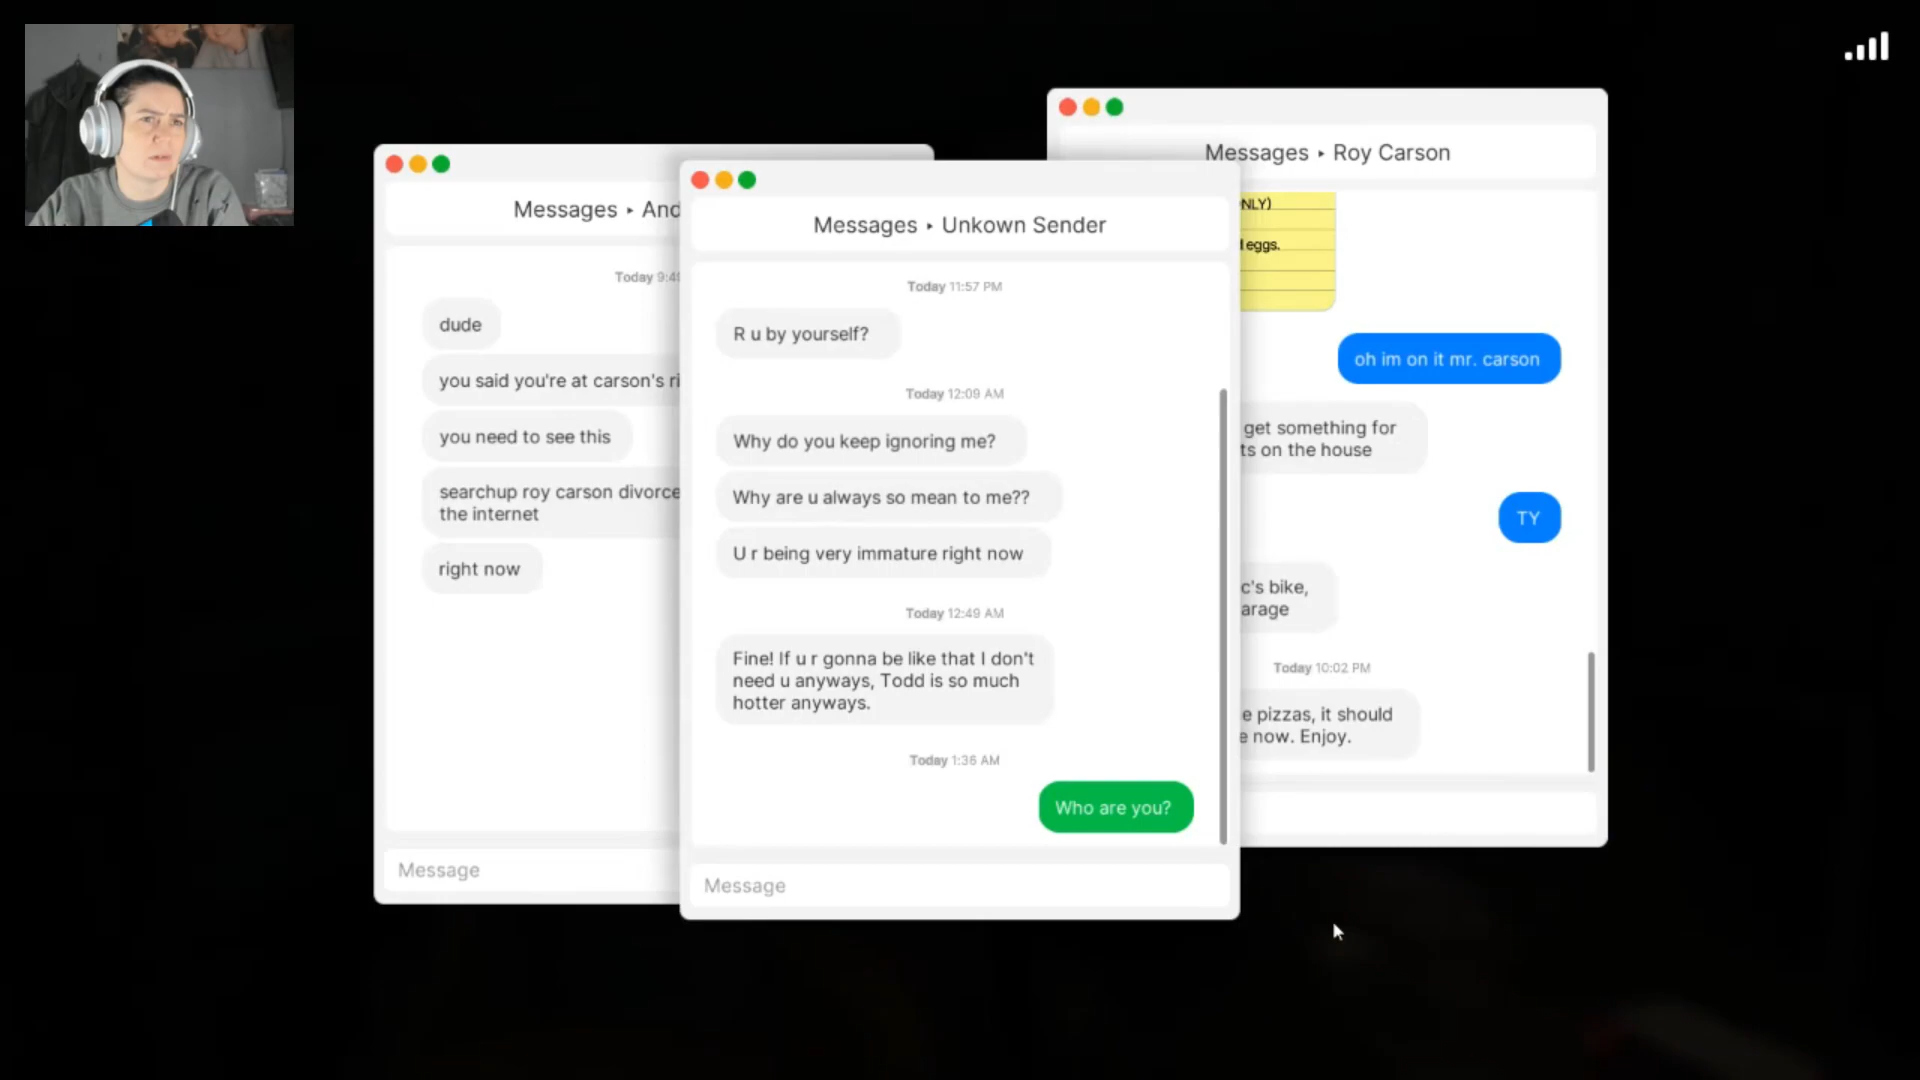 Messages ▸ And
Today 9:4
dude
you said you're at carson's ri
you need to see this
searchup roy carson divorce
the internet
right now
Message
Messages ▸ Unkown Sender
Today 11:57 PM
R u by yourself?
Today 12:09 AM
Why do you keep ignoring me?
Why are u always so mean to me??
U r being very immature right now
Today 12:49 AM
Fine! If u r gonna be like that I don't
need u anyways, Todd is so much
hotter anyways.
Today 1:36 AM
Who are you?
Message
Messages ▸ Roy Carson
NLY)
eggs.
oh im on it mr. carson
get something for
ts on the house
TY
c's bike,
arage
Today 10:02 PM
e pizzas, it should
e now. Enjoy.